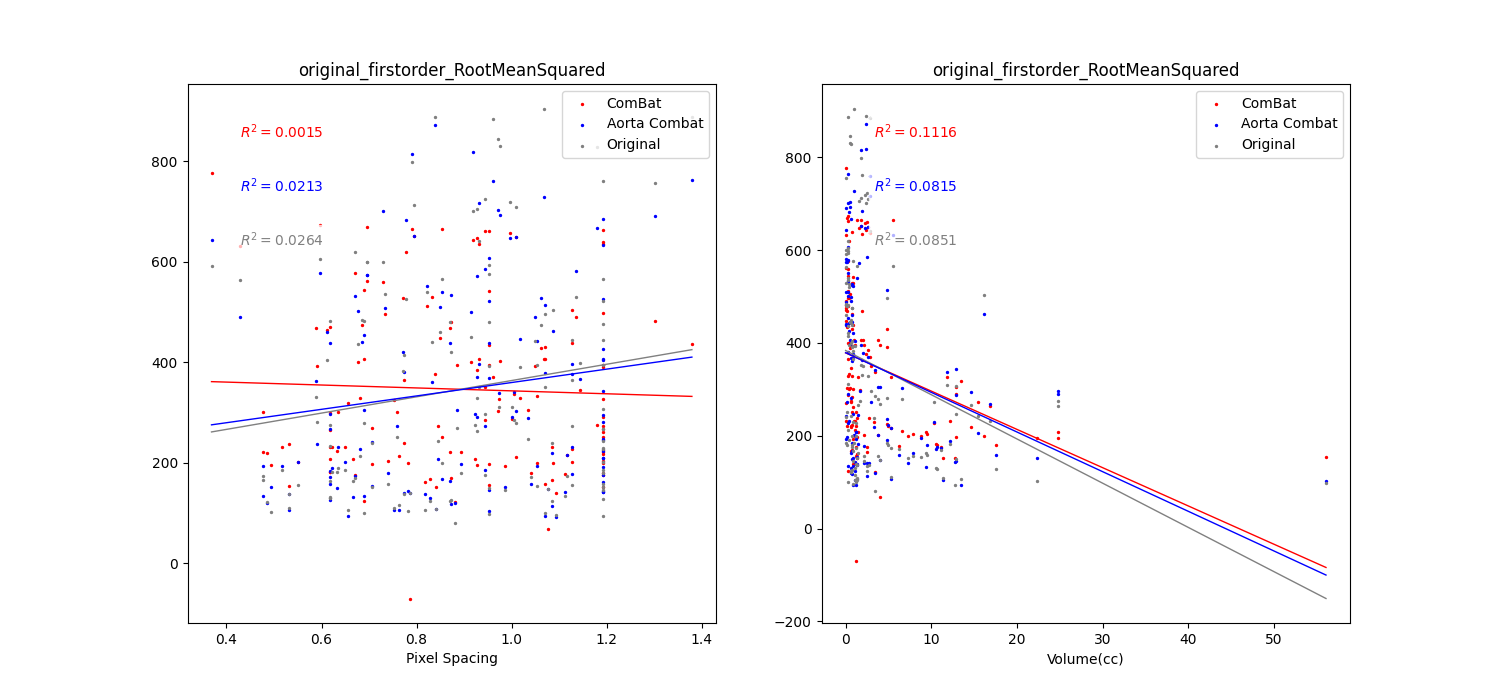 original_firstorder_RootMeanSquared
ComBat
Aorta Combat
Original
R² = 0.0015
R² = 0.0213
R² = 0.0264
800
600
400
200
0
0.4 0.6 0.8 1.0 1.2 1.4
Pixel Spacing
original_firstorder_RootMeanSquared
ComBat
Aorta Combat
Original
R² = 0.1116
R² = 0.0815
R² = 0.0851
800
600
400
200
0
−200
0 10 20 30 40 50
Volume(cc)